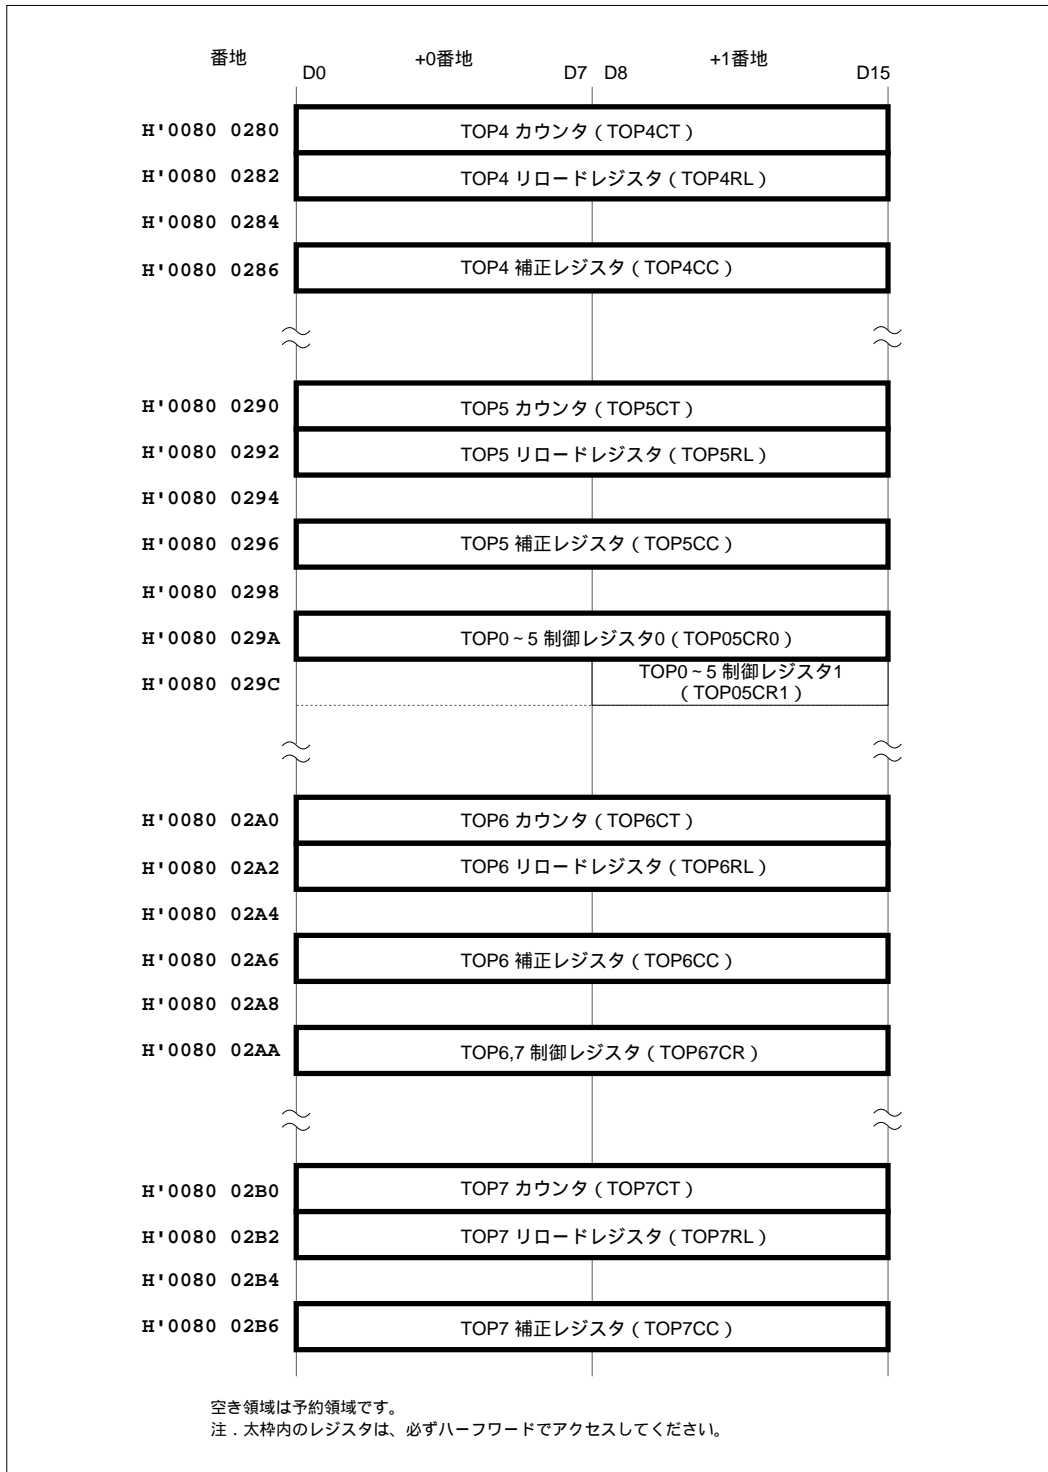 番地 +0番地 +1番地
D0 D7 D8 D15
H'0080 0280 TOP4 カウンタ ( TOP4CT )
H'0080 0282 TOP4 リロードレジスタ ( TOP4RL )
H'0080 0284
H'0080 0286 TOP4 補正レジスタ ( TOP4CC )
H'0080 0290 TOP5 カウンタ ( TOP5CT )
H'0080 0292 TOP5 リロードレジスタ ( TOP5RL )
H'0080 0294
H'0080 0296 TOP5 補正レジスタ ( TOP5CC )
H'0080 0298
H'0080 029A TOP0 ~ 5 制御レジスタ0 ( TOP05CR0 )
H'0080 029C TOP0 ~ 5 制御レジスタ1
( TOP05CR1 )
H'0080 02A0 TOP6 カウンタ ( TOP6CT )
H'0080 02A2 TOP6 リロードレジスタ ( TOP6RL )
H'0080 02A4
H'0080 02A6 TOP6 補正レジスタ ( TOP6CC )
H'0080 02A8
H'0080 02AA TOP6,7 制御レジスタ ( TOP67CR )
H'0080 02B0 TOP7 カウンタ ( TOP7CT )
H'0080 02B2 TOP7 リロードレジスタ ( TOP7RL )
H'0080 02B4
H'0080 02B6 TOP7 補正レジスタ ( TOP7CC )
空き領域は予約領域です。
注．太枠内のレジスタは、必ずハーフワードでアクセスしてください。